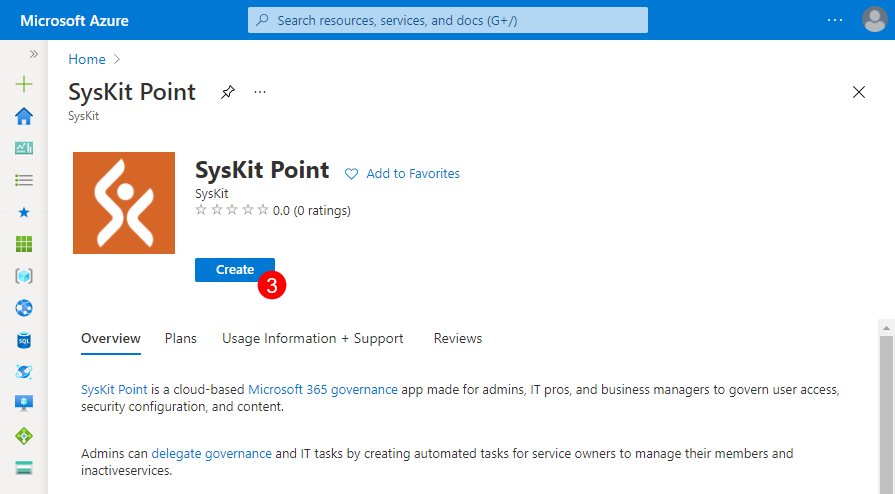 Microsoft Azure
Search resources, services, and docs (G+/)
Home
SysKit Point
SysKit
SysKit Point
Add to Favorites
SysKit
0.0 (0 ratings)
Create
3
Overview Plans Usage Information + Support Reviews
SysKit Point is a cloud-based Microsoft 365 governance app made for admins, IT pros, and business managers to govern user access,
security configuration, and content.
Admins can delegate governance and IT tasks by creating automated tasks for service owners to manage their members and
inactiveservices.
SQL